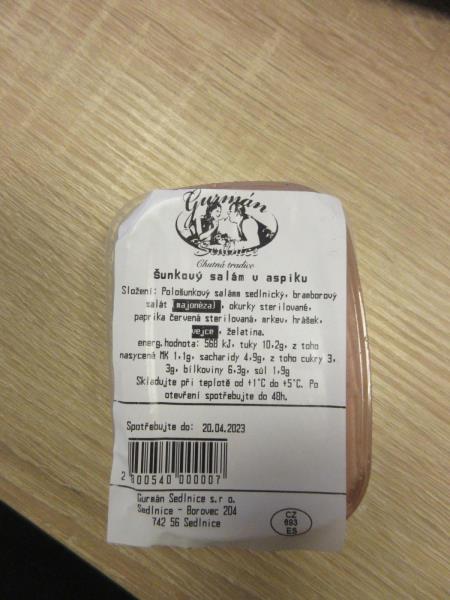 Gurmán
Sedlnice
Chutná tradice
šunkový salám v aspiku
Složení: Pološunkový salámm sedlnický, bramborový
salát (majonéza), okurky sterilované,
paprika červená sterilovaná, mrkev, hrášek,
vejce, želatina.
energ.hodnota: 568 kJ, tuky 10,2g, z toho
nasycené MK 1,1g, sacharidy 4,9g, z toho cukry 3,
3g, bílkoviny 6,3g, sůl 1,9g
Skladujte při teplotě od +1°C do +5°C. Po
otevření spotřebujte do 48h.
Spotřebujte do: 20.04.2023
2 800540 000007
Gurmán Sedlnice s.r o.
Sedlnice - Borovec 204
742 56 Sedlnice
CZ
693
ES